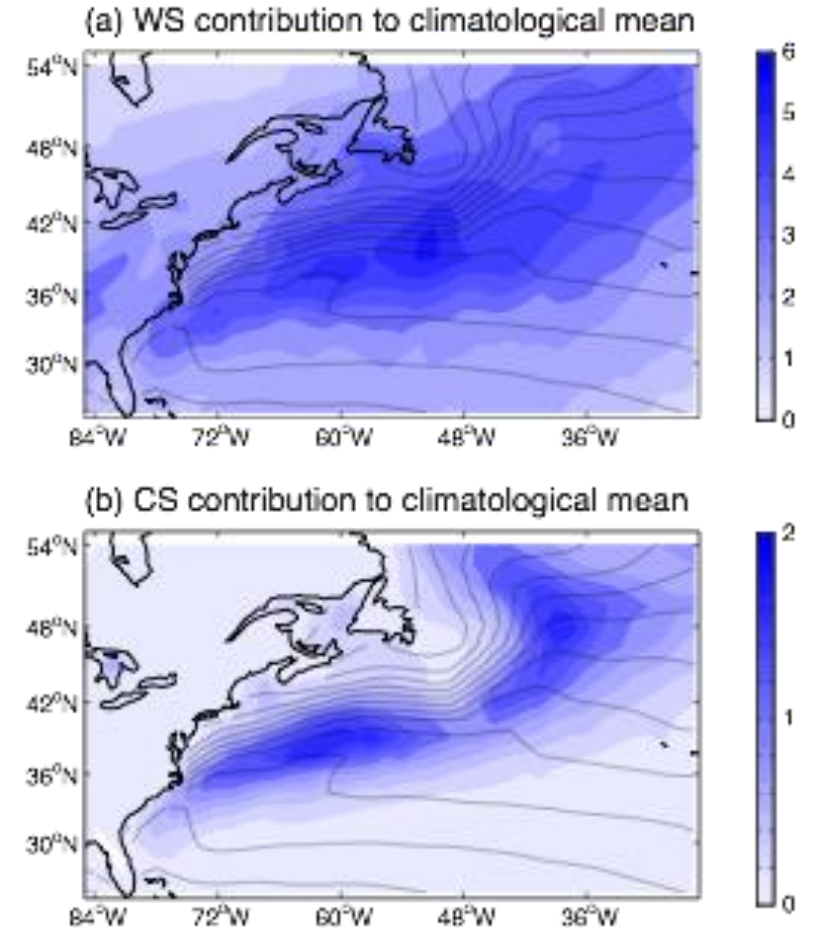 (a) WS contribution to climatological mean
54°N
48°N
42°N
36°N
30°N
84°W 72°W 60°W 48°W 36°W
6
5
4
3
2
1
0
(b) CS contribution to climatological mean
54°N
48°N
42°N
36°N
30°N
84°W 72°W 60°W 48°W 36°W
2
1
0